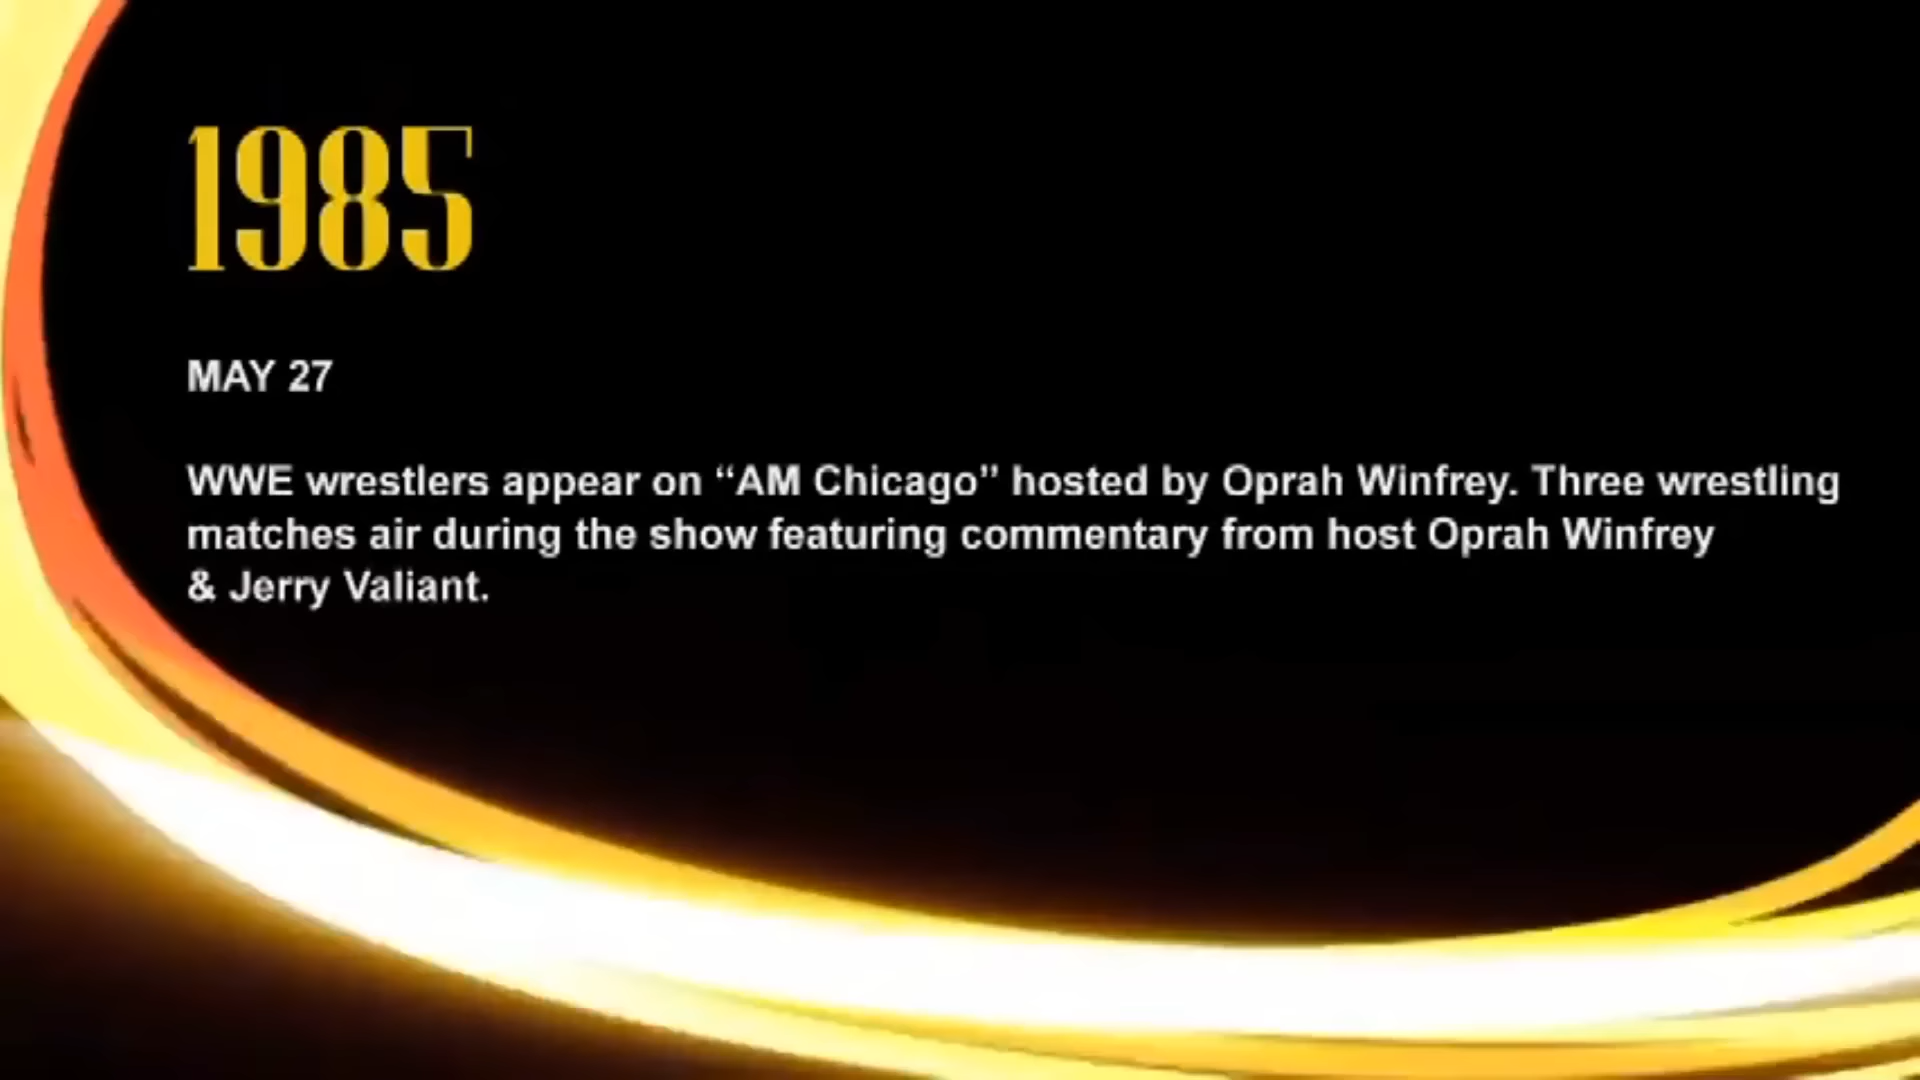 1985
MAY 27
WWE wrestlers appear on “AM Chicago” hosted by Oprah Winfrey. Three wrestling
matches air during the show featuring commentary from host Oprah Winfrey
& Jerry Valiant.